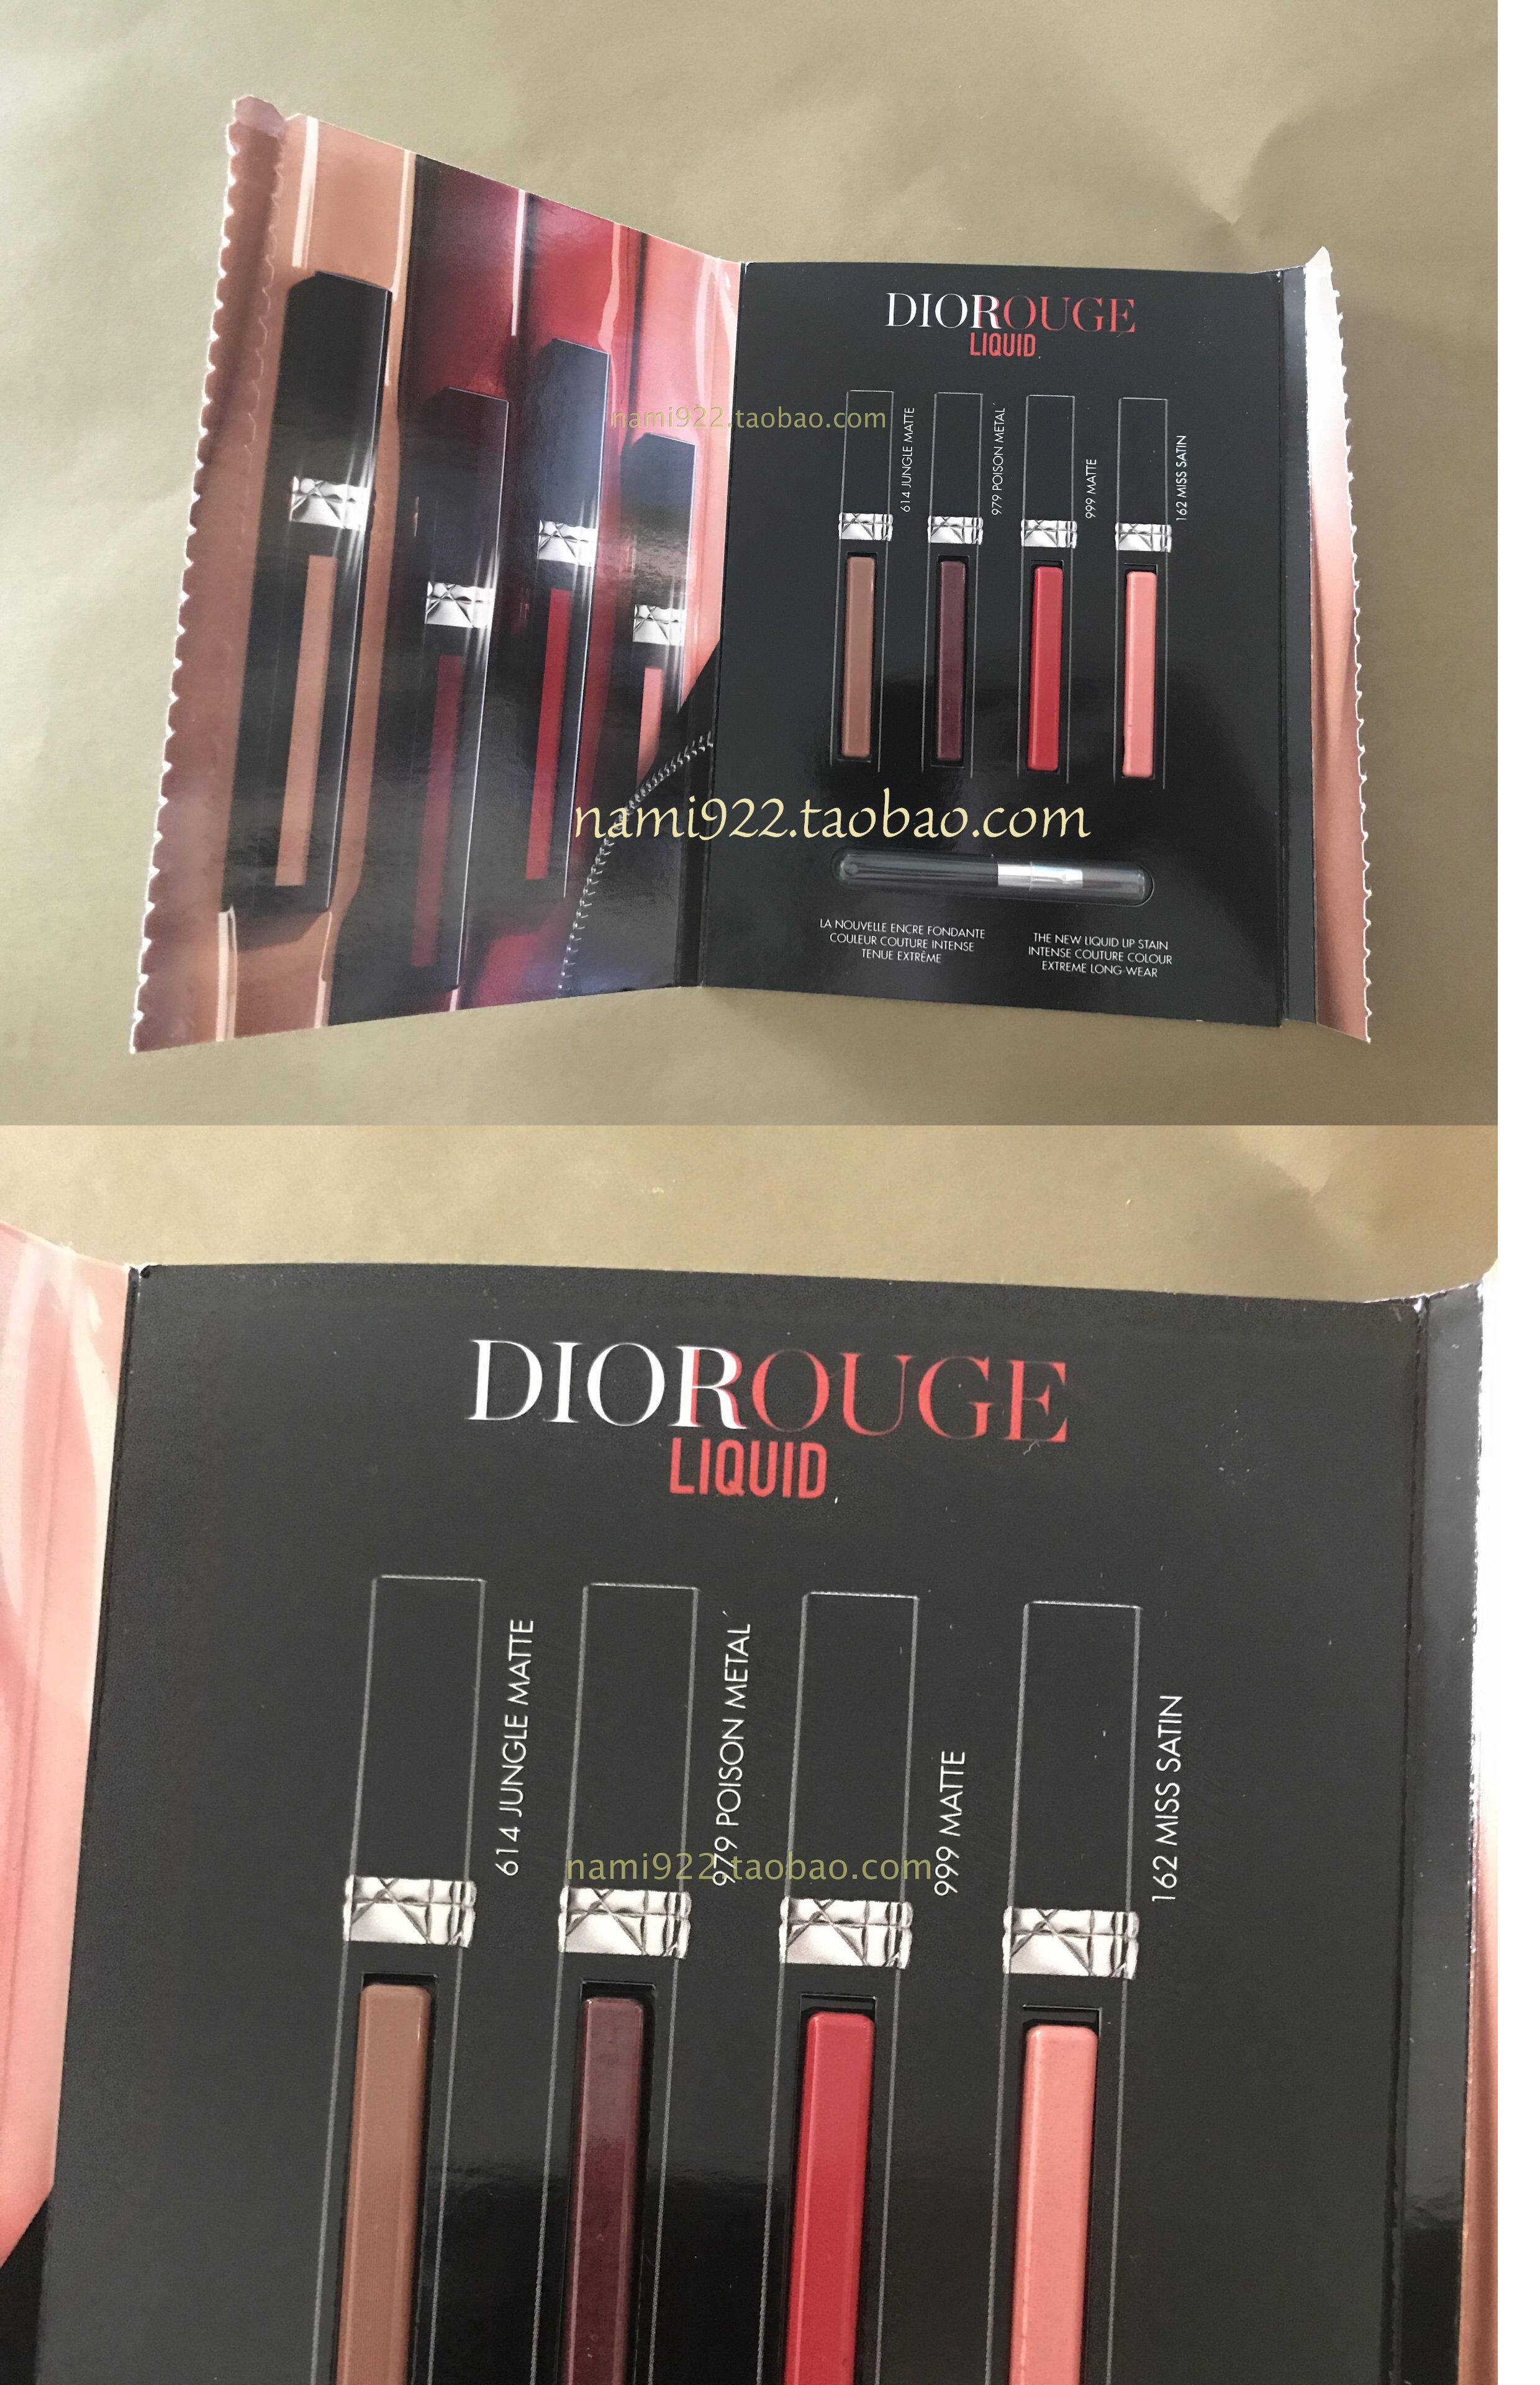 DIOROUGE
LIQUID
nami922.taobao.com
614 JUNGLE MATTE
979 POISON METAL
999 MATTE
162 MISS SATIN
nami922.taobao.com
LA NOUVELLE ENCRE FONDANTE
COULEUR COUTURE INTENSE
TENUE EXTRÊME
THE NEW LIQUID LIP STAIN
INTENSE COUTURE COLOUR
EXTREME LONG-WEAR
DIOROUGE
LIQUID
614 JUNGLE MATTE
979 POISON METAL
999 MATTE
162 MISS SATIN
nami922.taobao.com